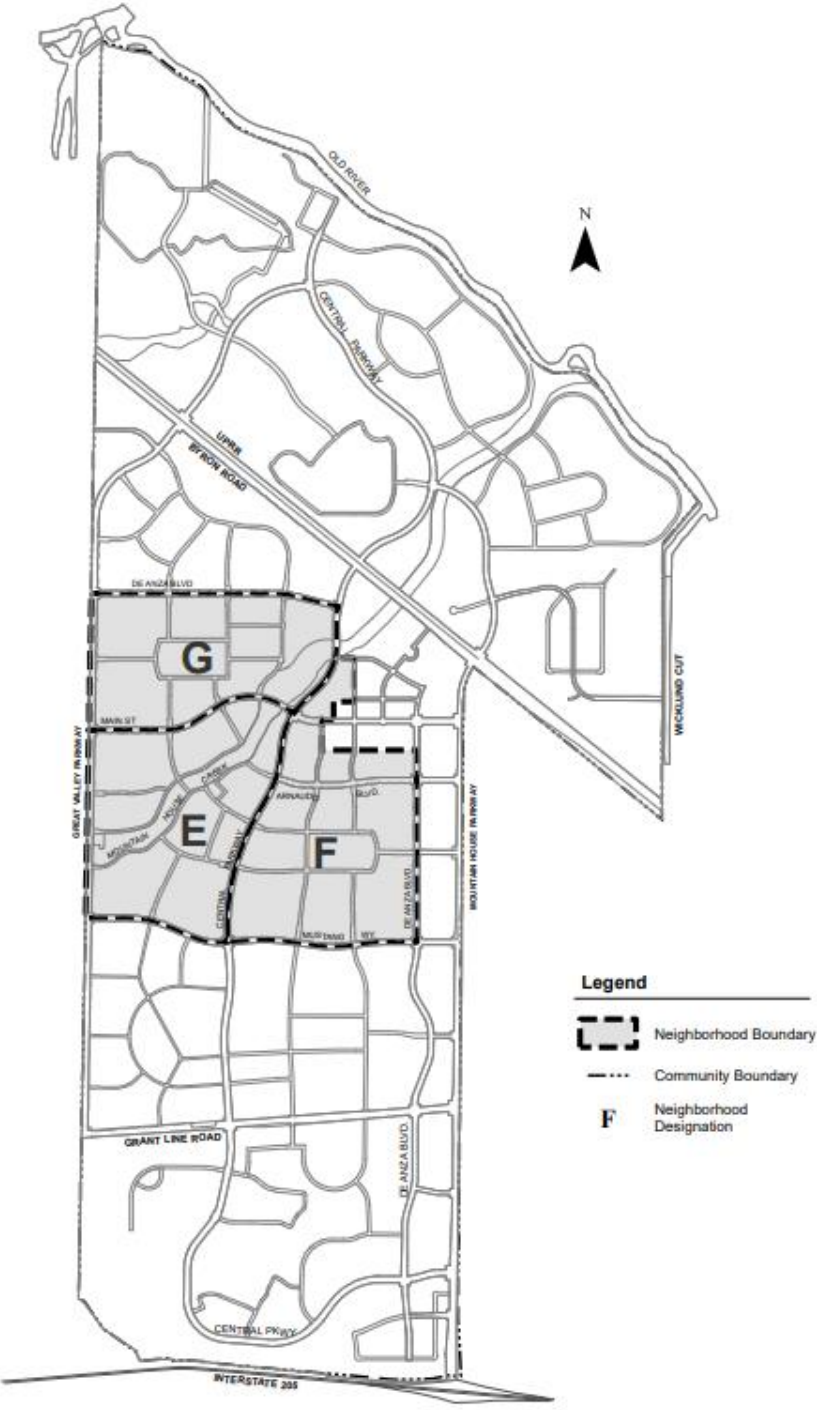 OLD RIVER
N
CENTRAL PARKWAY
UPRR
BYRON ROAD
DE ANZA BLVD
G
WICKLUND CUT
MAIN ST
GREAT VALLEY PARKWAY
MOUNTAIN HOUSE CREEK
ARNAUDO BLVD.
E
F
CENTRAL PARKWAY
MOUNTAIN HOUSE PARKWAY
DE ANZA BLVD
MUSTANG WY.
Legend
Neighborhood Boundary
Community Boundary
F
Neighborhood
Designation
GRANT LINE ROAD
DE ANZA BLVD.
CENTRAL PKWY
INTERSTATE 205